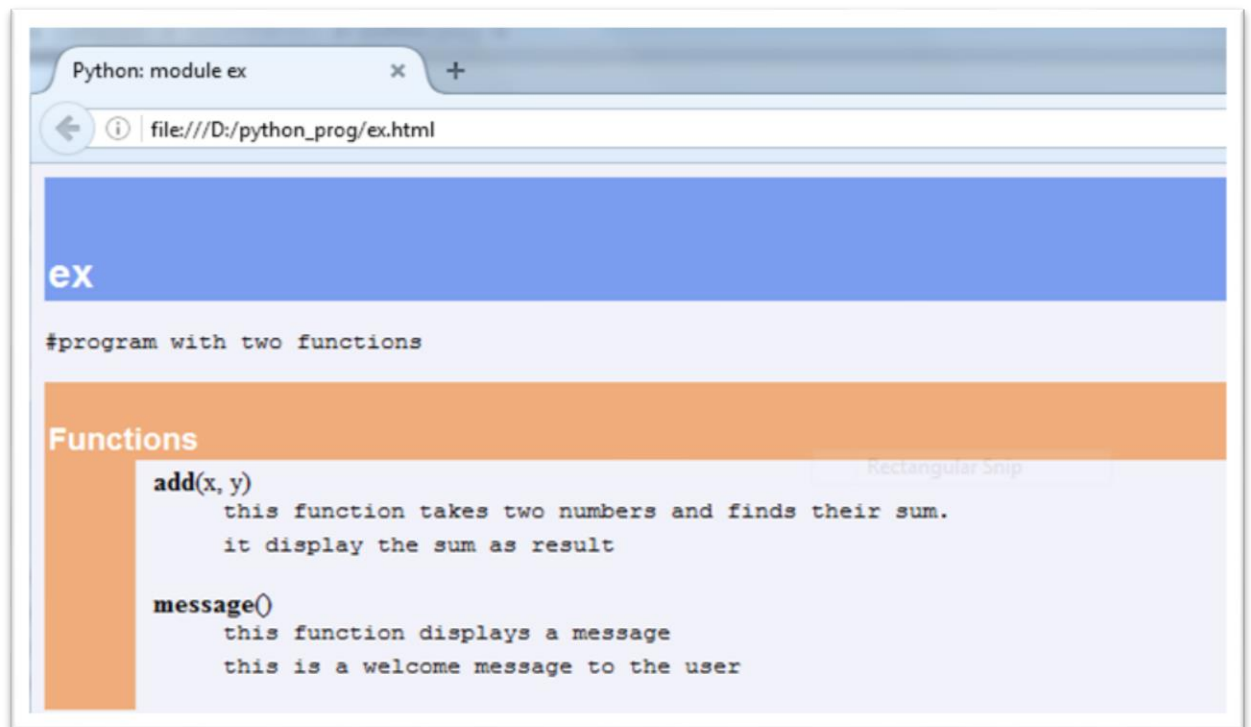 Python: module ex × +
file:///D:/python_prog/ex.html
ex
#program with two functions
Functions
Rectangular Snip
add(x, y)
this function takes two numbers and finds their sum.
it display the sum as result
message()
this function displays a message
this is a welcome message to the user